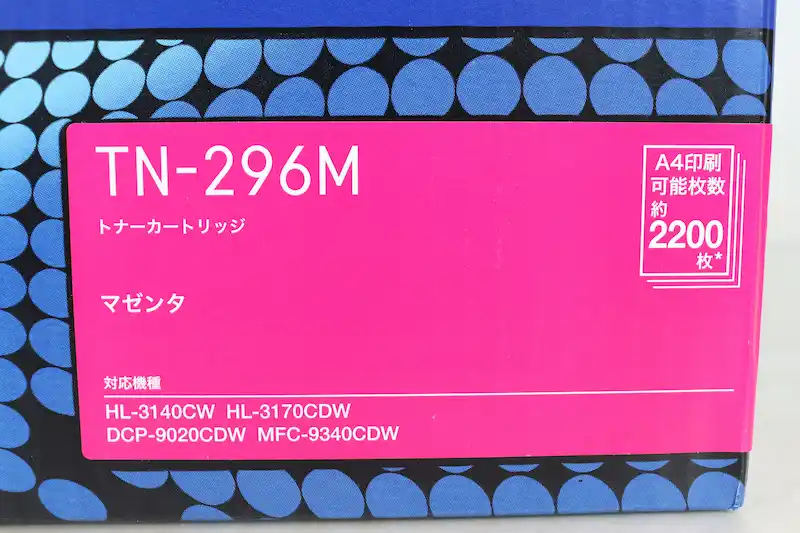 TN-296M
トナーカートリッジ
マゼンタ
A4印刷
可能枚数
約
2200
枚*
対応機種
HL-3140CW HL-3170CDW
DCP-9020CDW MFC-9340CDW